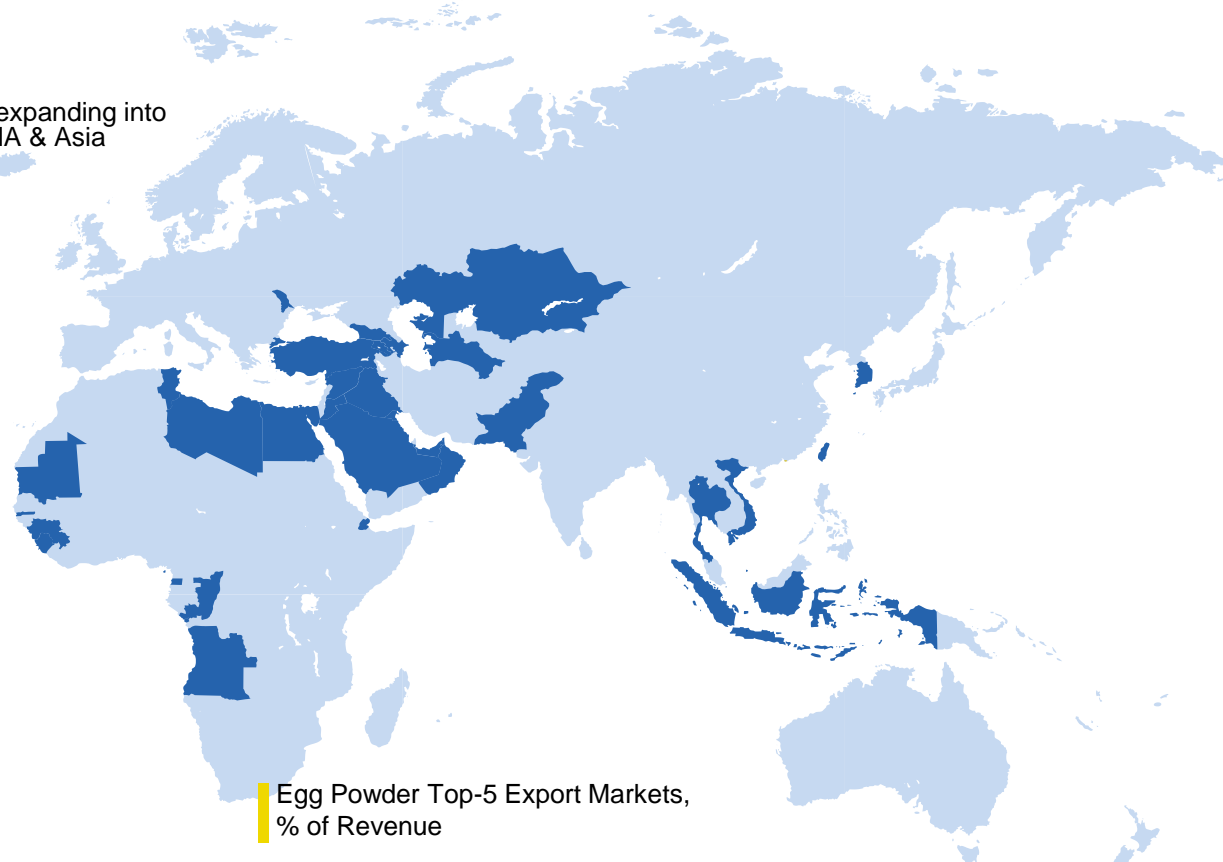 expanding into
& Asia
Egg Powder Top-5 Export Markets,
% of Revenue